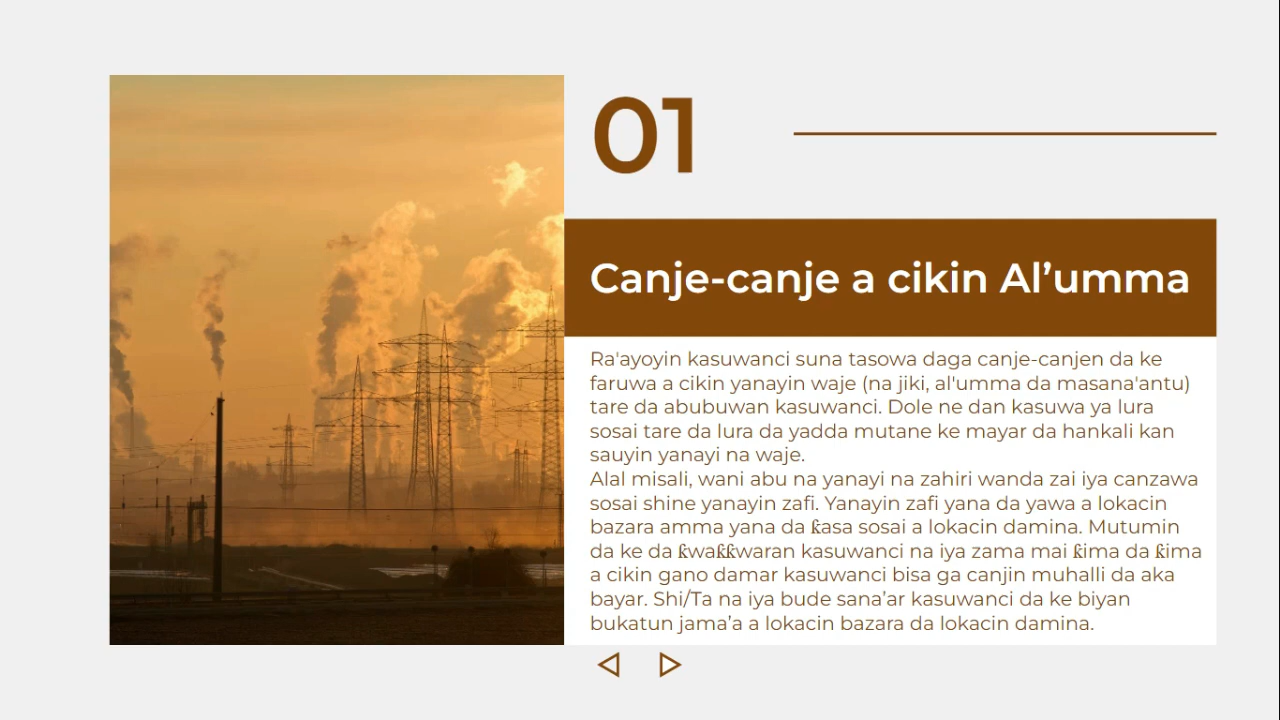 01
Canje-canje a cikin Al’umma
Ra'ayoyin kasuwanci suna tasowa daga canje-canjen da ke
faruwa a cikin yanayin waje (na jiki, al'umma da masana'antu)
tare da abubuwan kasuwanci. Dole ne dan kasuwa ya lura
sosai tare da lura da yadda mutane ke mayar da hankali kan
sauyin yanayi na waje.
Alal misali, wani abu na yanayi na zahiri wanda zai iya canzawa
sosai shine yanayin zafi. Yanayin zafi yana da yawa a lokacin
bazara amma yana da ƙasa sosai a lokacin damina. Mutumin
da ke da ƙwaƙƙwaran kasuwanci na iya zama mai ƙima da ƙima
a cikin gano damar kasuwanci bisa ga canjin muhalli da aka
bayar. Shi/Ta na iya bude sana’ar kasuwanci da ke biyan
bukatun jama’a a lokacin bazara da lokacin damina.